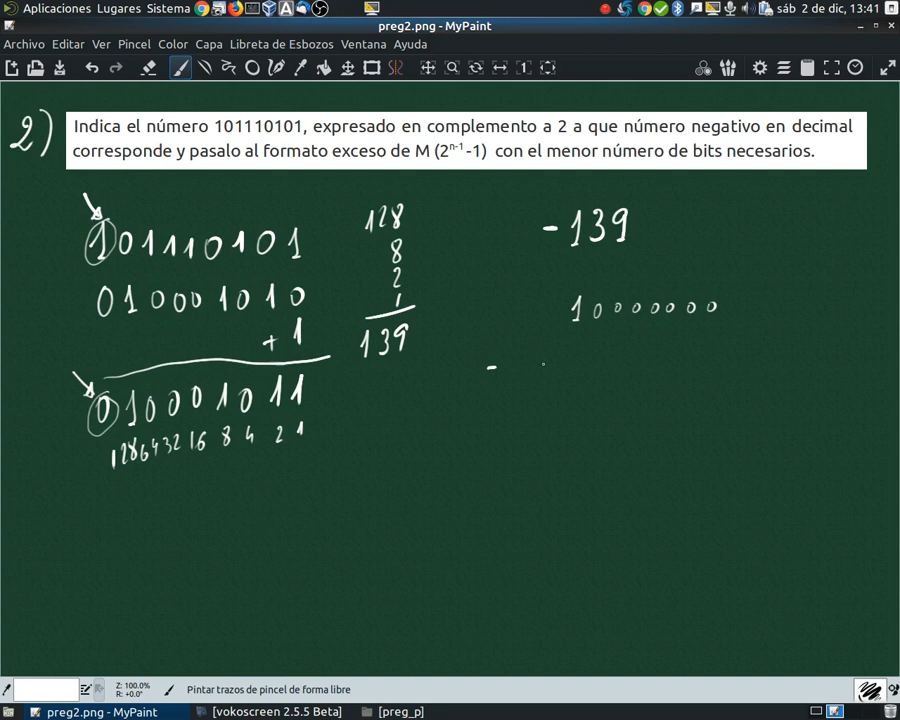 Aplicaciones Lugares Sistema sáb 2 de dic, 13:41
preg2.png - MyPaint
Archivo Editar Ver Pincel Color Capa Libreta de Esbozos Ventana Ayuda
2) Indica el número 101110101, expresado en complemento a 2 a que número negativo en decimal
corresponde y pasalo al formato exceso de M (2ⁿ⁻¹-1) con el menor número de bits necesarios.
101110101
010001010
+ 1
010001011
128 64 32 16 8 4 2 1
128
8
2
1
139
- 139
10000000
-
Z: 100.0%
R: +0.0°
Pintar trazos de pincel de forma libre
preg2.png - MyPaint [vokoscreen 2.5.5 Beta] [preg_p]